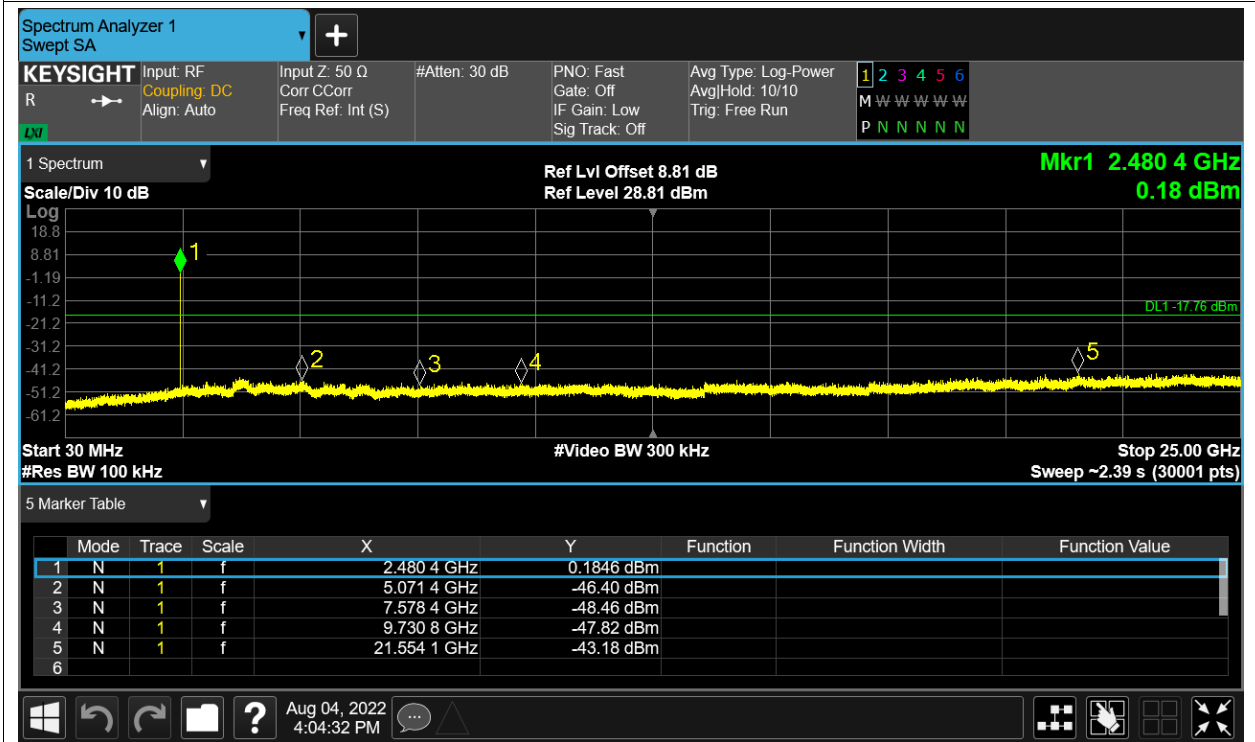 Spectrum Analyzer 1
Swept SA
KEYSIGHT
R
LXI
Input: RF
Coupling: DC
Align: Auto
Input Z: 50 Ω
Corr CCorr
Freq Ref: Int (S)
#Atten: 30 dB
PNO: Fast
Gate: Off
IF Gain: Low
Sig Track: Off
Avg Type: Log-Power
Avg|Hold: 10/10
Trig: Free Run
1 2 3 4 5 6
M W W W W W
P N N N N N
1 Spectrum
Scale/Div 10 dB
Ref Lvl Offset 8.81 dB
Ref Level 28.81 dBm
Mkr1 2.480 4 GHz
0.18 dBm
Log
18.8
8.81
-1.19
-11.2
-21.2
-31.2
-41.2
-51.2
-61.2
1
DL1 -17.76 dBm
2
3
4
5
Start 30 MHz
#Video BW 300 kHz
Stop 25.00 GHz
#Res BW 100 kHz
Sweep ~2.39 s (30001 pts)
5 Marker Table
Mode Trace Scale X Y Function Function Width Function Value
1 N 1 f 2.480 4 GHz 0.1846 dBm
2 N 1 f 5.071 4 GHz -46.40 dBm
3 N 1 f 7.578 4 GHz -48.46 dBm
4 N 1 f 9.730 8 GHz -47.82 dBm
5 N 1 f 21.554 1 GHz -43.18 dBm
6
?
Aug 04, 2022
4:04:32 PM